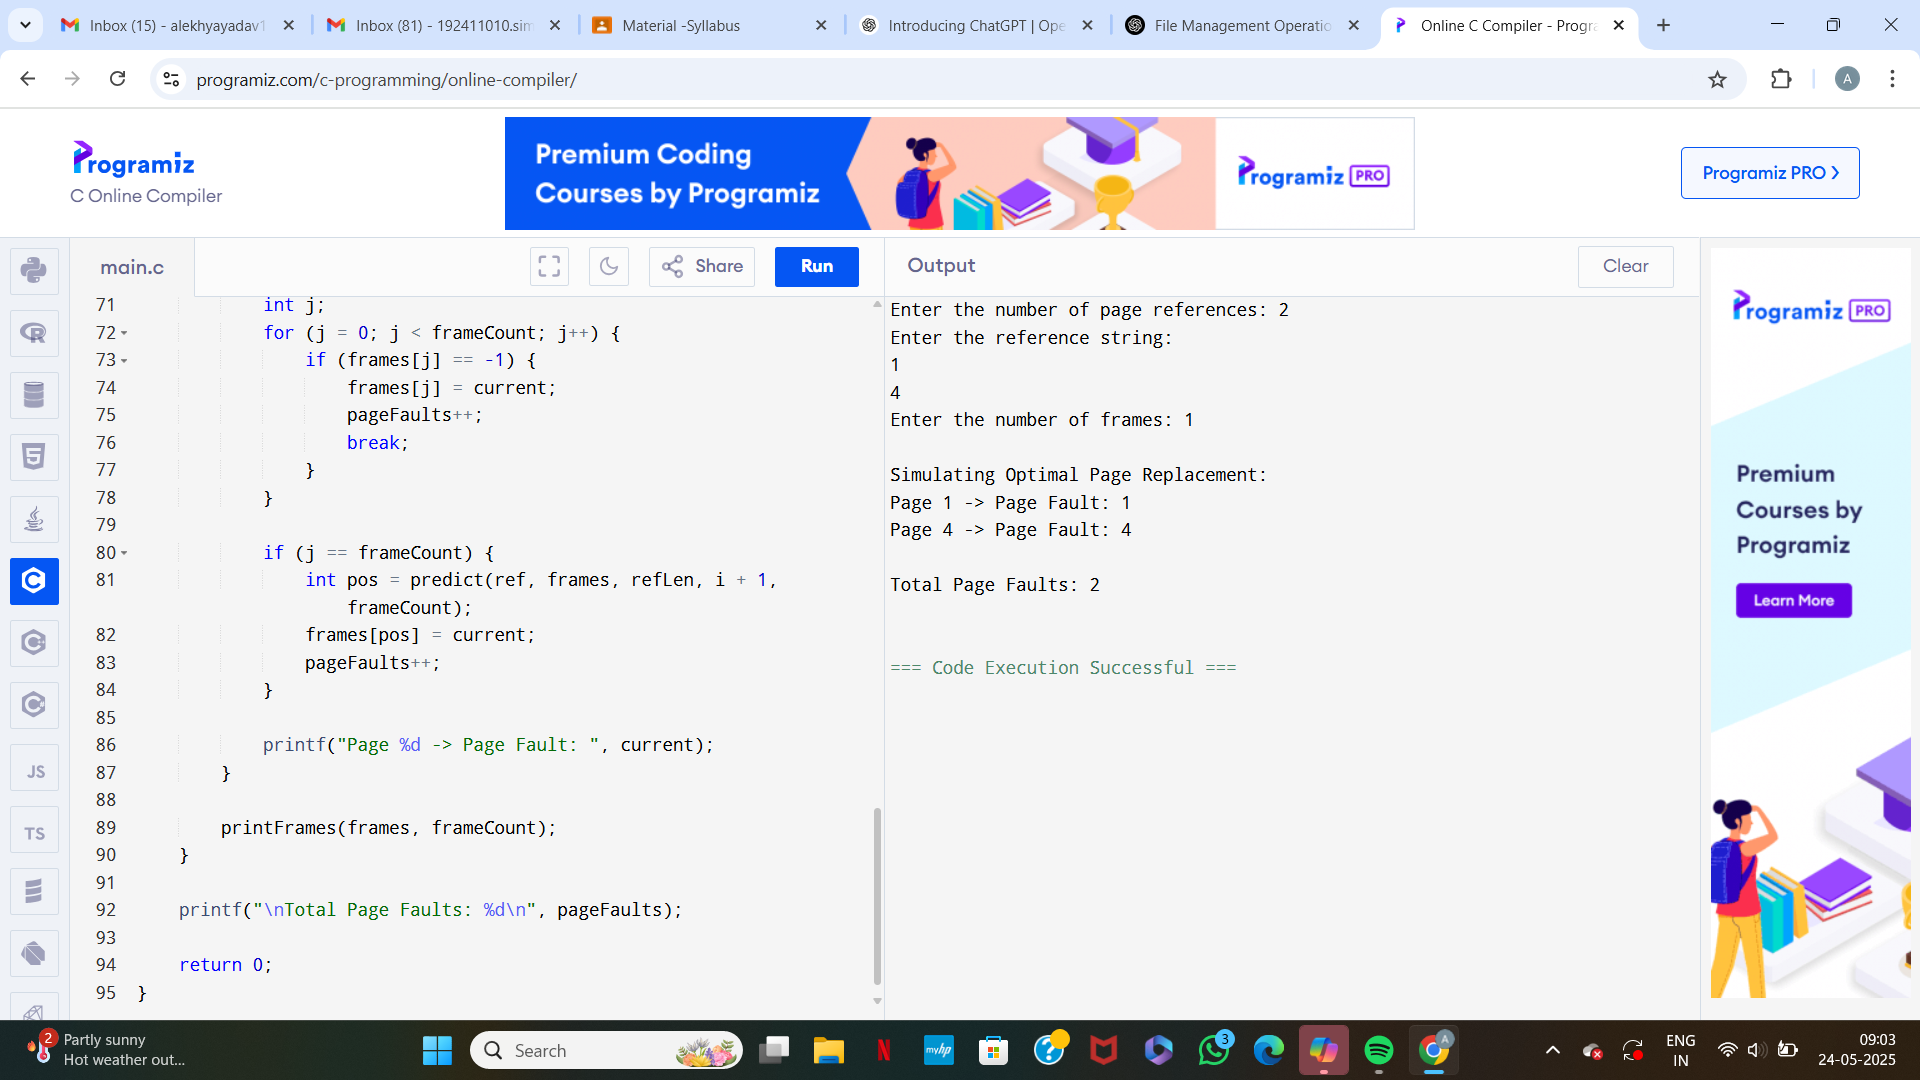 Inbox (15) - alekhyayadav1
Inbox (81) - 192411010.sim
Material -Syllabus
Introducing ChatGPT | Ope
File Management Operatio
Online C Compiler - Progra
programiz.com/c-programming/online-compiler/
A
Programiz
C Online Compiler
Premium Coding
Courses by Programiz
Programiz PRO
Programiz PRO >
main.c
Share
Run
Output
Clear
71 int j;
72 for (j = 0; j < frameCount; j++) {
73 if (frames[j] == -1) {
74 frames[j] = current;
75 pageFaults++;
76 break;
77 }
78 }
79
80 if (j == frameCount) {
81 int pos = predict(ref, frames, refLen, i + 1,
frameCount);
82 frames[pos] = current;
83 pageFaults++;
84 }
85
86 printf("Page %d -> Page Fault: ", current);
87 }
88
89 printFrames(frames, frameCount);
90 }
91
92 printf("\nTotal Page Faults: %d\n", pageFaults);
93
94 return 0;
95 }
Enter the number of page references: 2
Enter the reference string:
1
4
Enter the number of frames: 1
Simulating Optimal Page Replacement:
Page 1 -> Page Fault: 1
Page 4 -> Page Fault: 4
Total Page Faults: 2
=== Code Execution Successful ===
Programiz PRO
Premium
Courses by
Programiz
Learn More
JS
TS
2
Partly sunny
Hot weather out...
Search
myhp
3
A
ENG
IN
09:03
24-05-2025